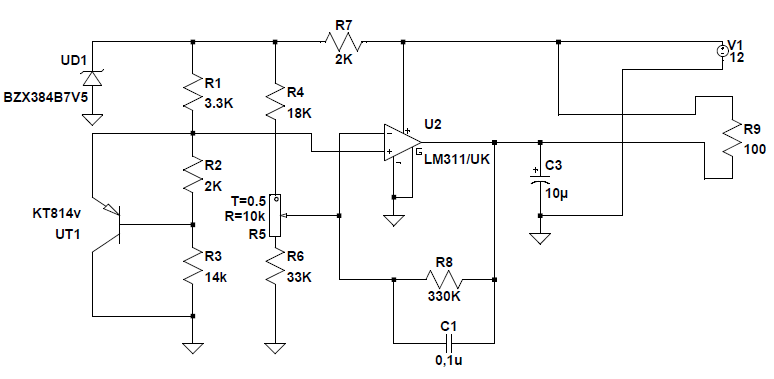 R7
2K
V1
12
UD1
BZX384B7V5
R1
3.3K
R4
18K
U2
LM311/UK
G
R9
100
C3
10µ
R2
2K
KT814v
UT1
T=0.5
R=10k
R5
R3
14k
R6
33K
R8
330K
C1
0,1u